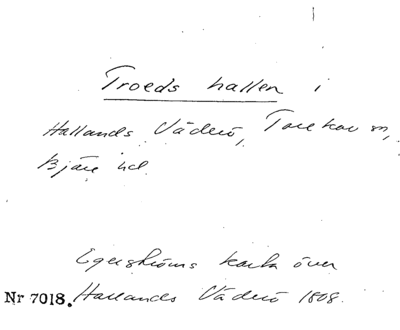 Troeds hallen i
Hallands Väderö, Torekov sn,
Bjäre hd.
Egerströms karta över
Nr 7018. Hallands Väderö 1808.